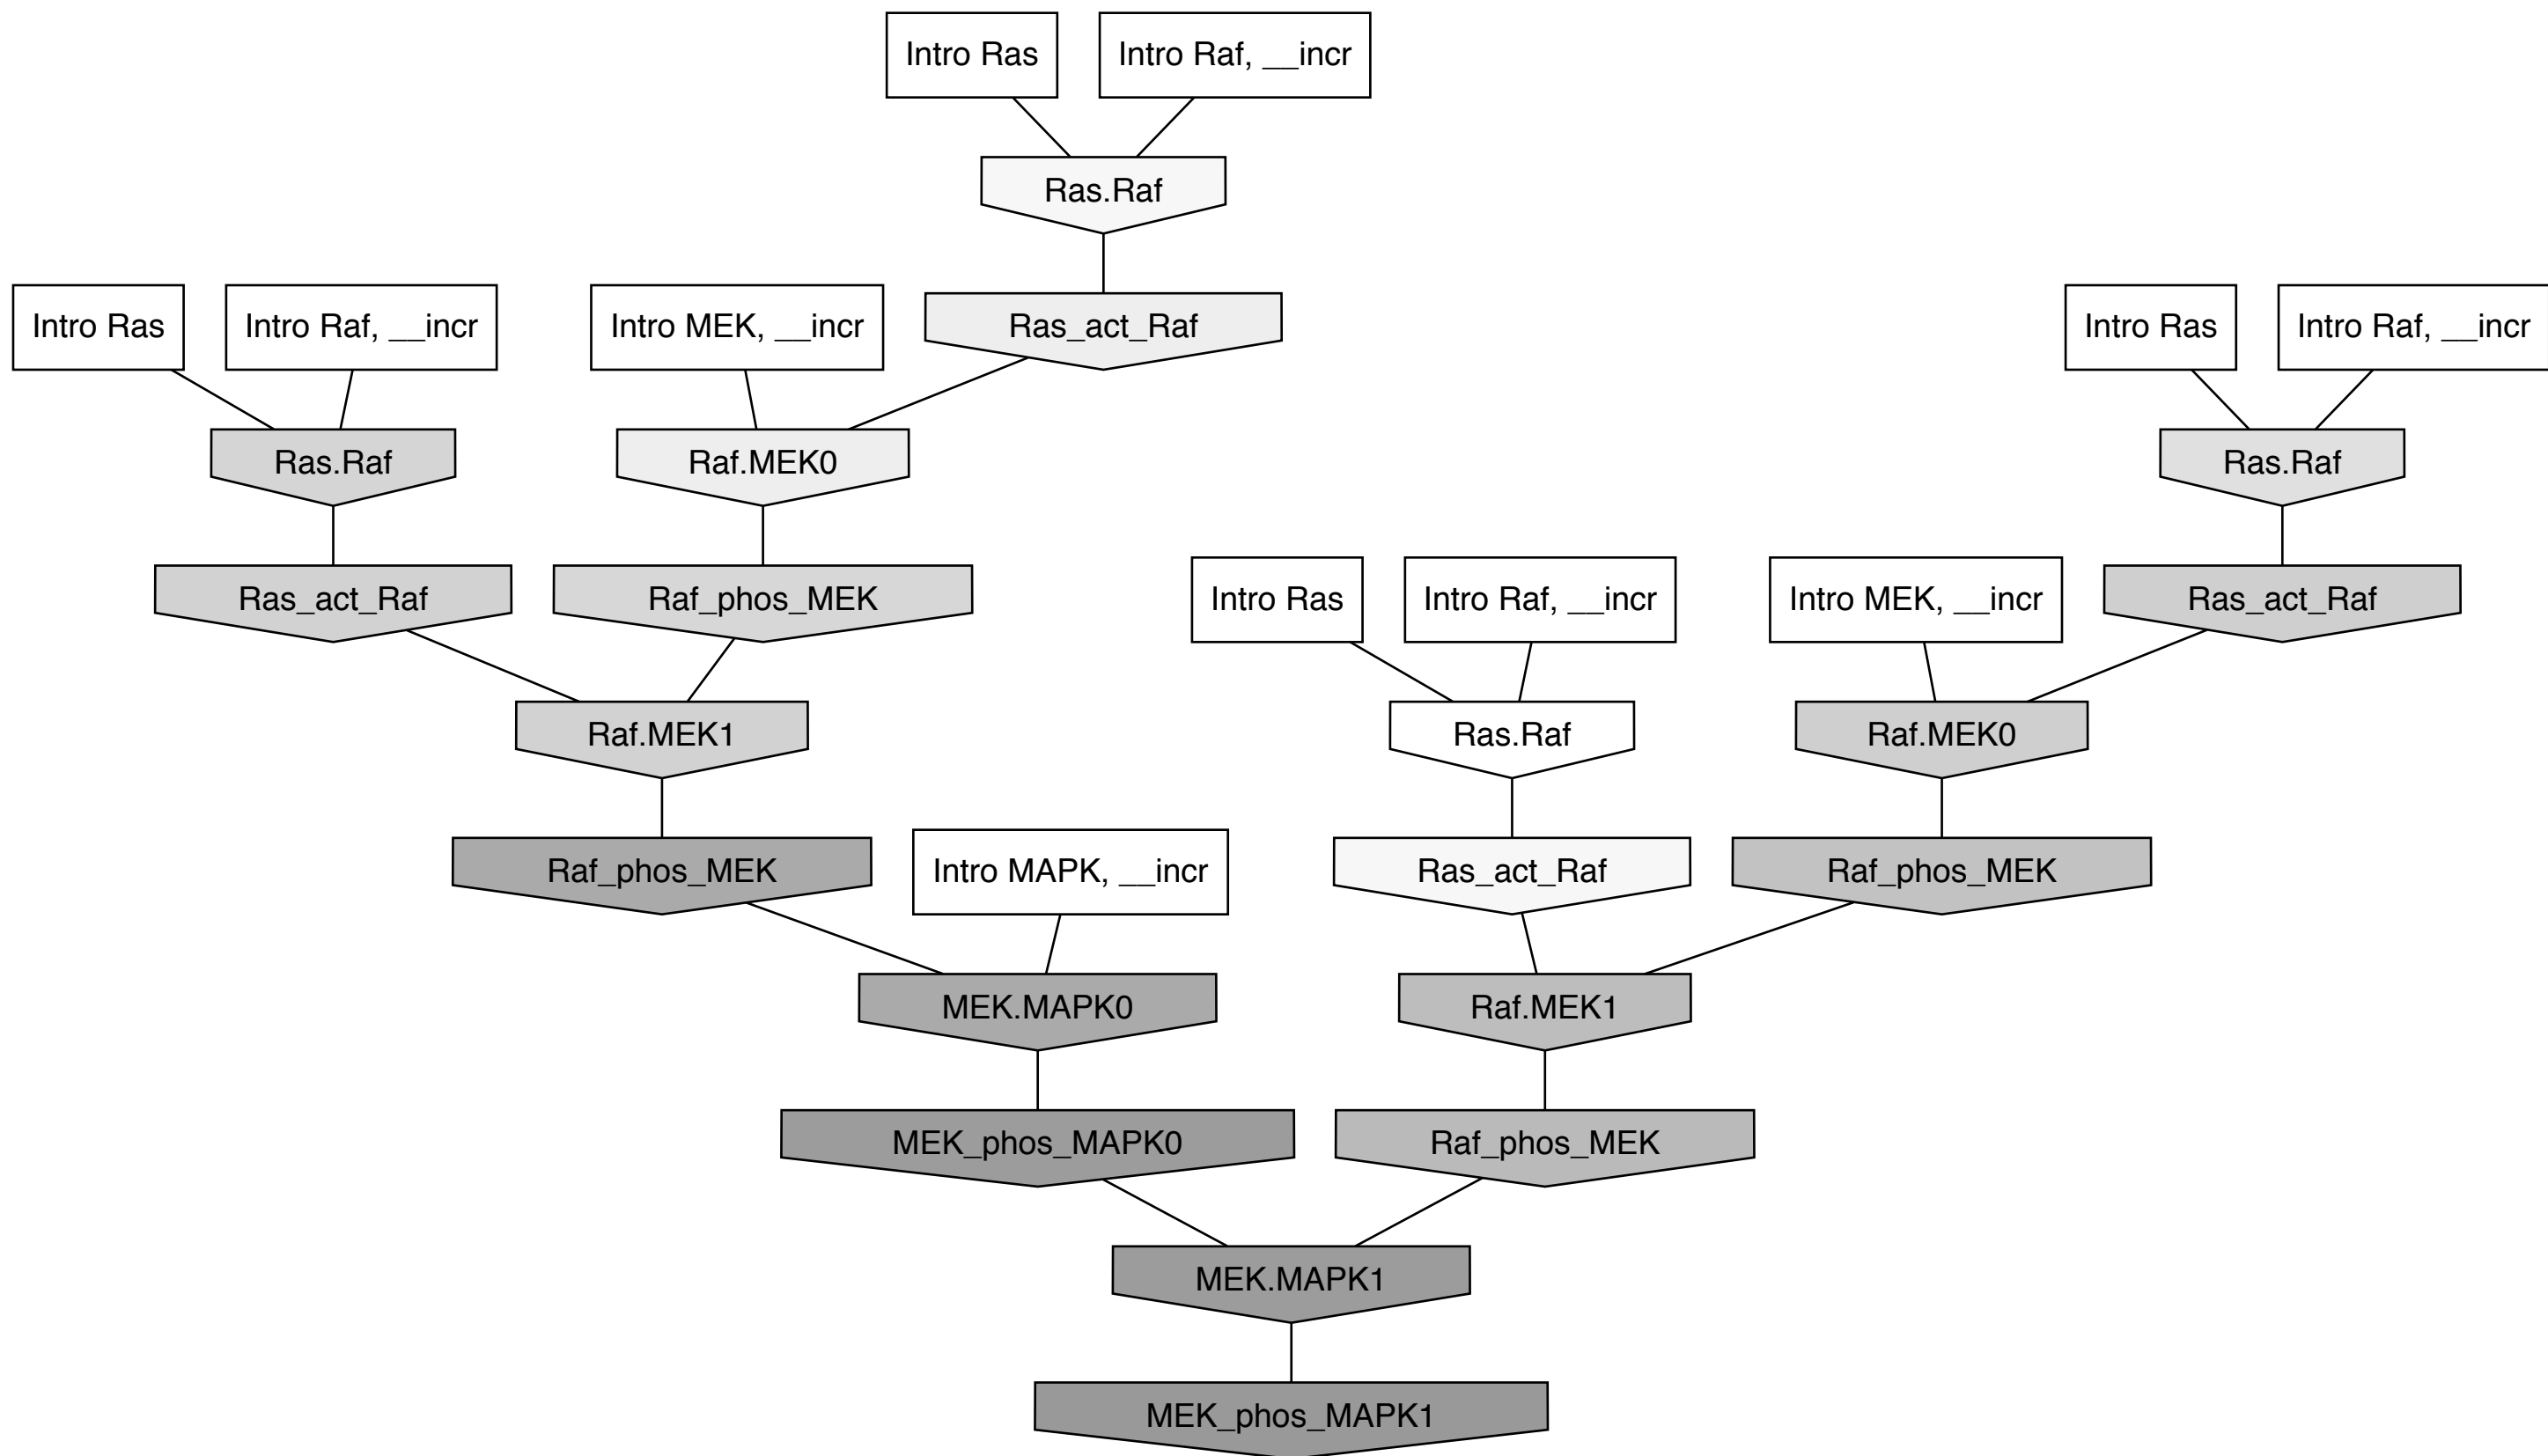 Intro Ras
Intro Raf, __incr
Ras.Raf
Intro Ras
Intro Raf, __incr
Intro MEK, __incr
Ras_act_Raf
Intro Ras
Intro Raf, __incr
Ras.Raf
Raf.MEK0
Ras.Raf
Ras_act_Raf
Raf_phos_MEK
Intro Ras
Intro Raf, __incr
Intro MEK, __incr
Ras_act_Raf
Raf.MEK1
Ras.Raf
Raf.MEK0
Raf_phos_MEK
Intro MAPK, __incr
Ras_act_Raf
Raf_phos_MEK
MEK.MAPK0
Raf.MEK1
MEK_phos_MAPK0
Raf_phos_MEK
MEK.MAPK1
MEK_phos_MAPK1